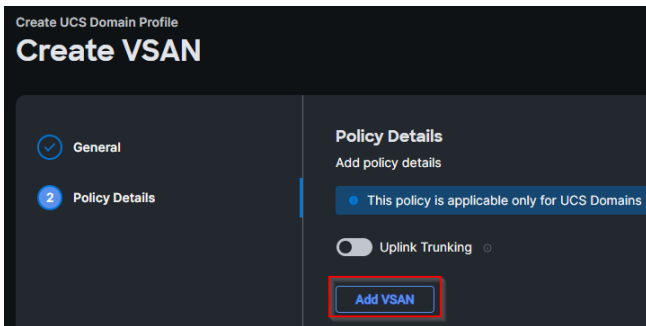 Create UCS Domain Profile
Create VSAN
General
2 Policy Details
Policy Details
Add policy details
This policy is applicable only for UCS Domains
Uplink Trunking
Add VSAN